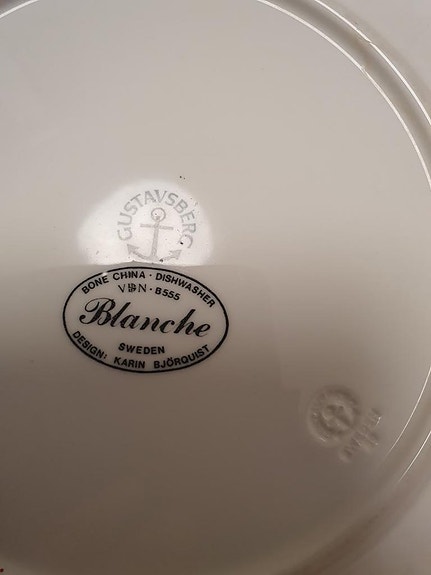 GUSTAVSBERG
BONE CHINA · DISHWASHER
VDN · B555
Blanche
SWEDEN
DESIGN: KARIN BJÖRQUIST